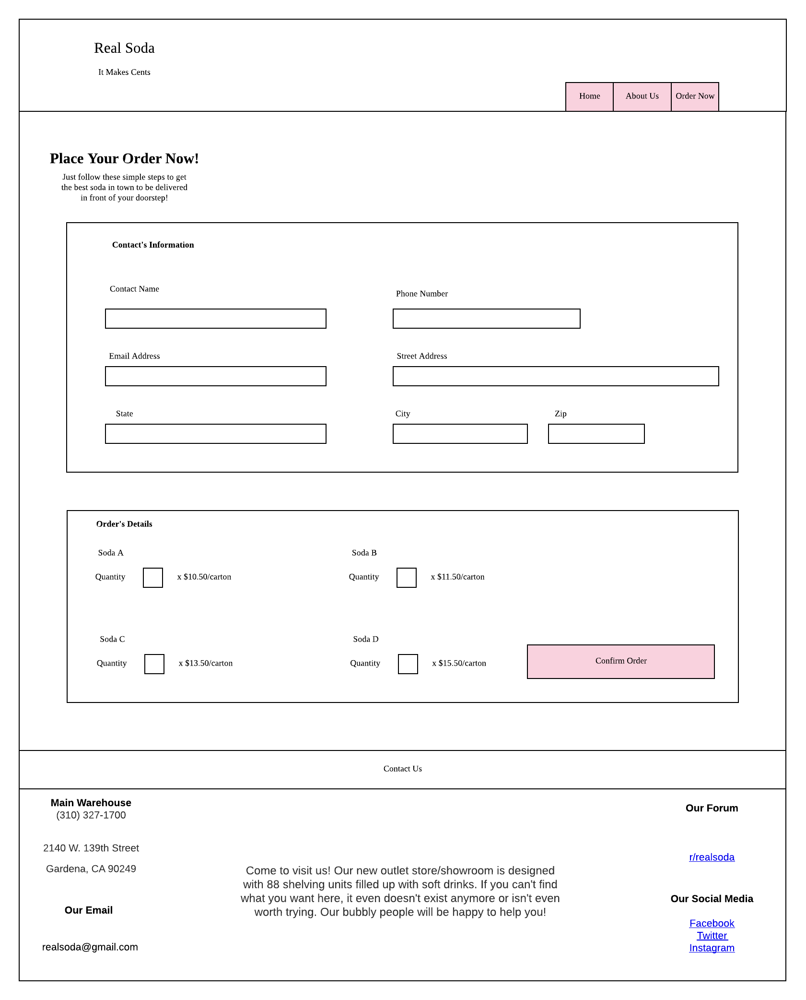 Real Soda
It Makes Cents
Home
About Us
Order Now
Place Your Order Now!
Just follow these simple steps to get
the best soda in town to be delivered
in front of your doorstep!
Contact's Information
Contact Name
Phone Number
Email Address
Street Address
State
City
Zip
Order's Details
Soda A
Quantity
x $10.50/carton
Soda B
Quantity
x $11.50/carton
Soda C
Quantity
x $13.50/carton
Soda D
Quantity
x $15.50/carton
Confirm Order
Contact Us
Main Warehouse
(310) 327-1700
2140 W. 139th Street
Gardena, CA 90249
Our Email
realsoda@gmail.com
Come to visit us! Our new outlet store/showroom is designed
with 88 shelving units filled up with soft drinks. If you can't find
what you want here, it even doesn't exist anymore or isn't even
worth trying. Our bubbly people will be happy to help you!
Our Forum
r/realsoda
Our Social Media
Facebook
Twitter
Instagram